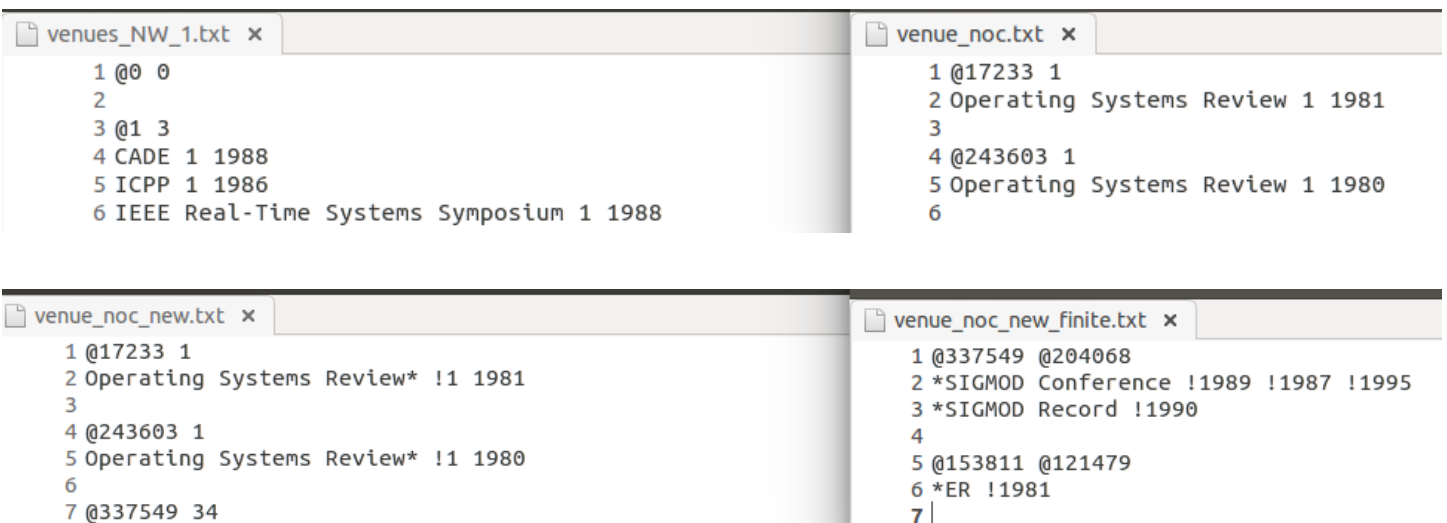 venues_NW_1.txt ×
1 @0 0
2
3 @1 3
4 CADE 1 1988
5 ICPP 1 1986
6 IEEE Real-Time Systems Symposium 1 1988
venue_noc.txt ×
1 @17233 1
2 Operating Systems Review 1 1981
3
4 @243603 1
5 Operating Systems Review 1 1980
6
venue_noc_new.txt ×
1 @17233 1
2 Operating Systems Review* !1 1981
3
4 @243603 1
5 Operating Systems Review* !1 1980
6
7 @337549 34
venue_noc_new_finite.txt ×
1 @337549 @204068
2 *SIGMOD Conference !1989 !1987 !1995
3 *SIGMOD Record !1990
4
5 @153811 @121479
6 *ER !1981
7